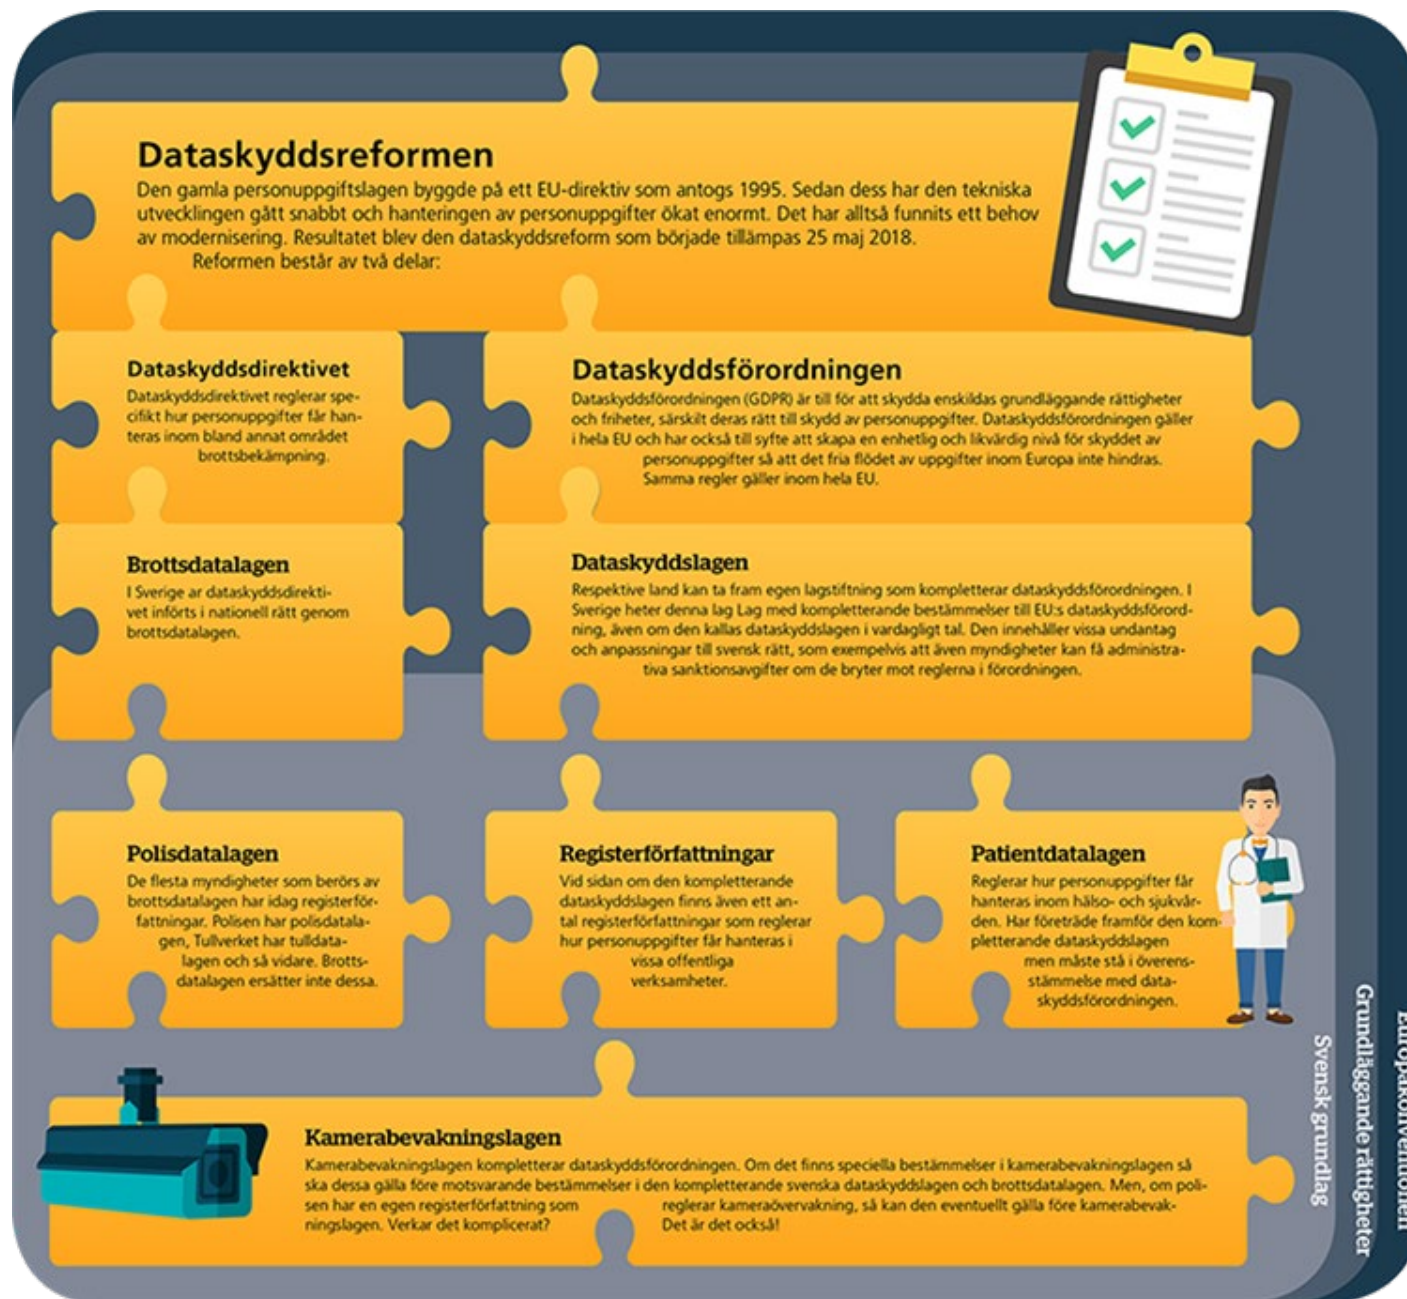 Dataskyddsreformen
Den gamla personuppgiftslagen byggde på ett EU-direktiv som antogs 1995. Sedan dess har den tekniska
utvecklingen gått snabbt och hanteringen av personuppgifter ökat enormt. Det har alltså funnits ett behov
av modernisering. Resultatet blev den dataskyddsreform som började tillämpas 25 maj 2018.
Reformen består av två delar:
Dataskyddsdirektivet
Dataskyddsdirektivet reglerar spe-
cifikt hur personuppgifter får han-
teras inom bland annat området
brottsbekämpning.
Dataskyddsförordningen
Dataskyddsförordningen (GDPR) är till för att skydda enskildas grundläggande rättigheter
och friheter, särskilt deras rätt till skydd av personuppgifter. Dataskyddsförordningen gäller
i hela EU och har också till syfte att skapa en enhetlig och likvärdig nivå för skyddet av
personuppgifter så att det fria flödet av uppgifter inom Europa inte hindras.
Samma regler gäller inom hela EU.
Brottsdatalagen
I Sverige ar dataskyddsdirekti-
vet införts i nationell rätt genom
brottsdatalagen.
Dataskyddslagen
Respektive land kan ta fram egen lagstiftning som kompletterar dataskyddsförordningen. I
Sverige heter denna lag Lag med kompletterande bestämmelser till EU:s dataskyddsförord-
ning, även om den kallas dataskyddslagen i vardagligt tal. Den innehåller vissa undantag
och anpassningar till svensk rätt, som exempelvis att även myndigheter kan få administra-
tiva sanktionsavgifter om de bryter mot reglerna i förordningen.
Polisdatalagen
De flesta myndigheter som berörs av
brottsdatalagen har idag registerför-
fattningar. Polisen har polisdatala-
gen, Tullverket har tulldata-
lagen och så vidare. Brotts-
datalagen ersätter inte dessa.
Registerförfattningar
Vid sidan om den kompletterande
dataskyddslagen finns även ett an-
tal registerförfattningar som reglerar
hur personuppgifter får hanteras i
vissa offentliga
verksamheter.
Patientdatalagen
Reglerar hur personuppgifter får
hanteras inom hälso- och sjukvår-
den. Har företräde framför den kom-
pletterande dataskyddslagen
men måste stå i överens-
stämmelse med data-
skyddsförordningen.
Kamerabevakningslagen
Kamerabevakningslagen kompletterar dataskyddsförordningen. Om det finns speciella bestämmelser i kamerabevakningslagen så
ska dessa gälla före motsvarande bestämmelser i den kompletterande svenska dataskyddslagen och brottsdatalagen. Men, om poli-
sen har en egen registerförfattning som reglerar kameraövervakning, så kan den eventuellt gälla före kamerabevak-
ningslagen. Verkar det komplicerat? Det är det också!
Svensk grundlag
Grundläggande rättigheter
Europakonventionen